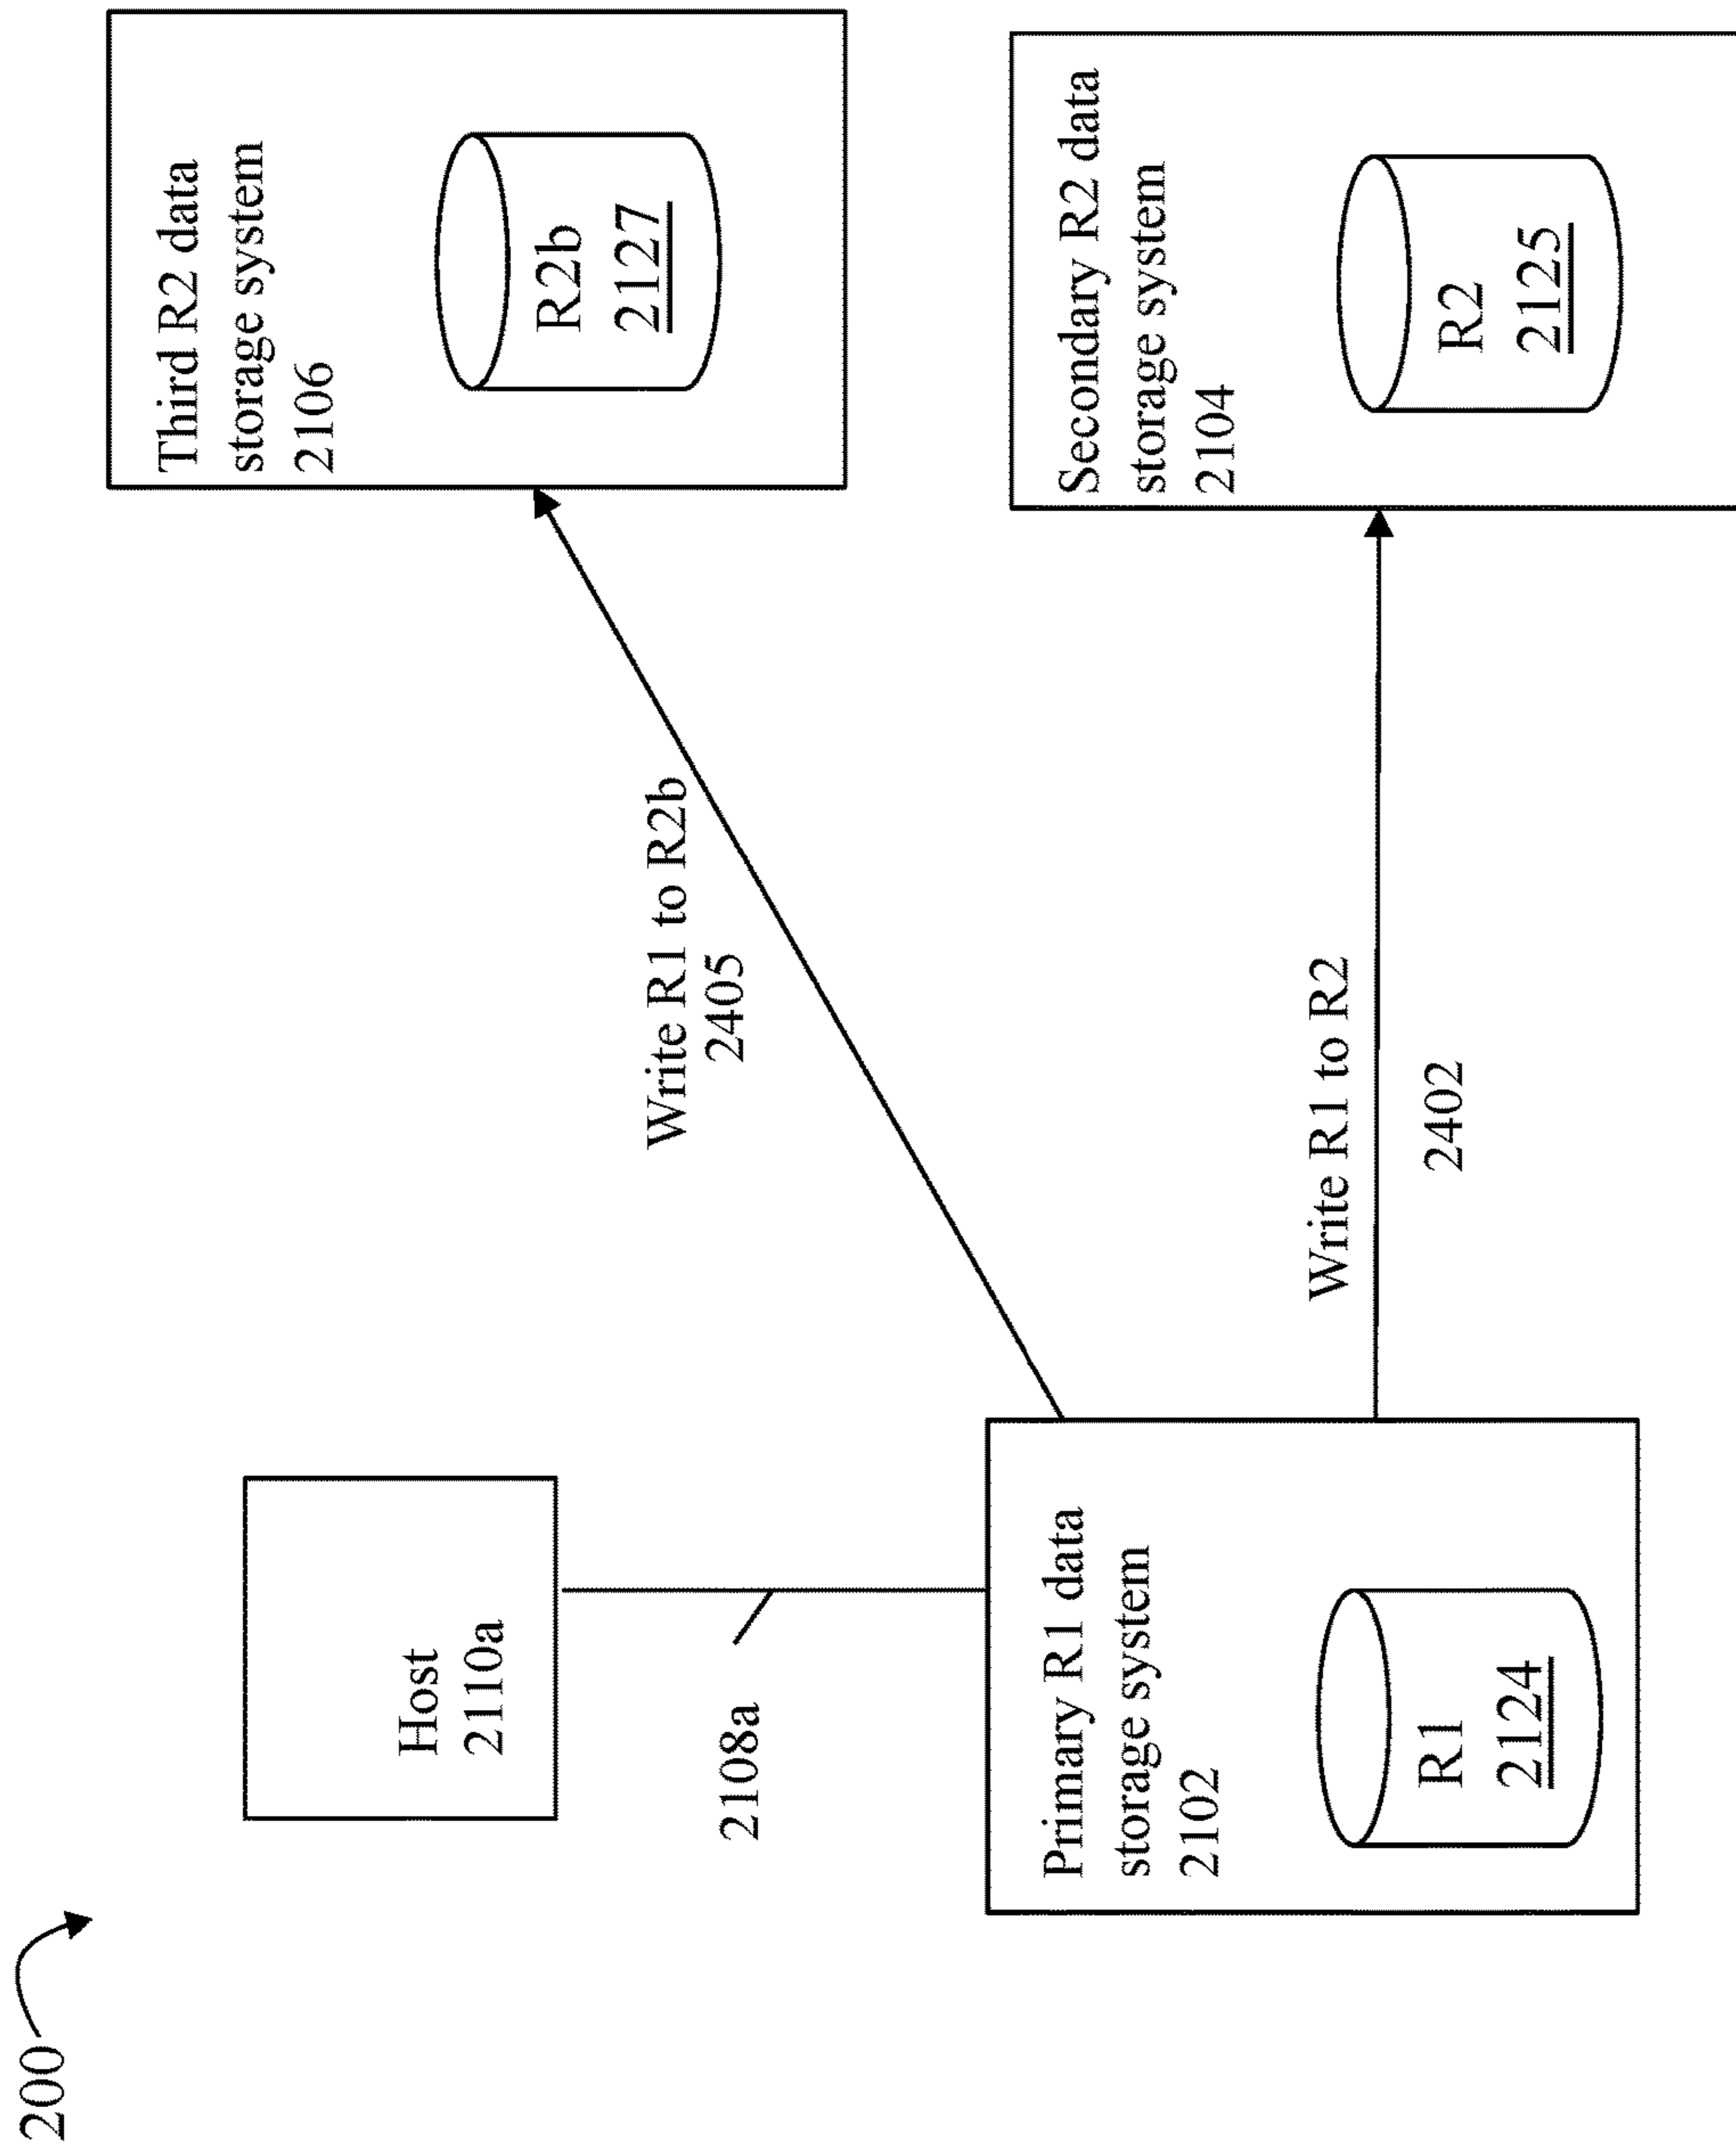 200
Host
2110a
2108a
Primary R1 data
storage system
2102
R1
2124
Write R1 to R2b
2405
Write R1 to R2
2402
Third R2 data
storage system
2106
R2b
2127
Secondary R2 data
storage system
2104
R2
2125